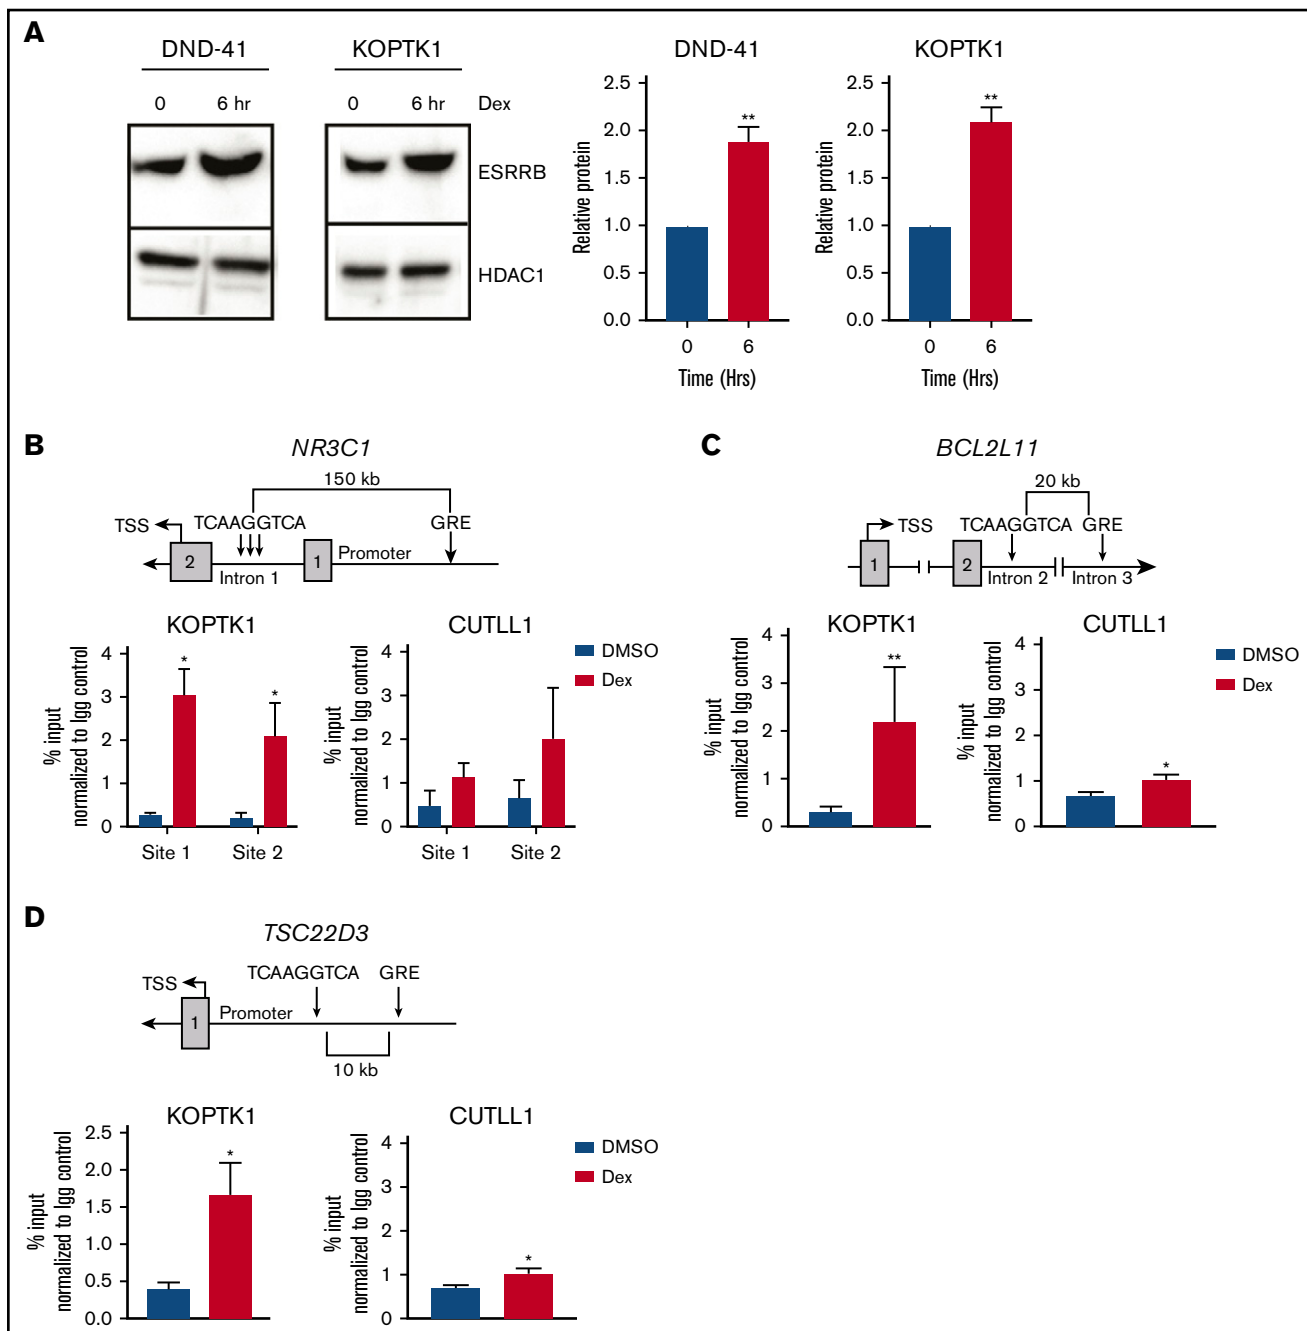 A
DND-41
KOPTK1
0
6 hr
0
6 hr
Dex
ESRRB
HDAC1
DND-41
2.5
2.0
1.5
1.0
0.5
0.0
Relative protein
**
0
6
Time (Hrs)
KOPTK1
2.5
2.0
1.5
1.0
0.5
0.0
Relative protein
**
0
6
Time (Hrs)
B
NR3C1
150 kb
TSS
TCAAGGTCA
GRE
2
Intron 1
1
Promoter
KOPTK1
% input
normalized to Igg control
4
3
2
1
0
*
*
Site 1
Site 2
CUTLL1
% input
normalized to Igg control
4
3
2
1
0
Site 1
Site 2
DMSO
Dex
C
BCL2L11
20 kb
TSS
TCAAGGTCA
GRE
1
2
Intron 2
Intron 3
KOPTK1
% input
normalized to Igg control
4
3
2
1
0
**
CUTLL1
% input
normalized to Igg control
4
3
2
1
0
*
DMSO
Dex
D
TSC22D3
TCAAGGTCA
GRE
TSS
1
Promoter
10 kb
KOPTK1
% input
normalized to Igg control
2.5
2.0
1.5
1.0
0.5
0.0
*
CUTLL1
% input
normalized to Igg control
4
3
2
1
0
*
DMSO
Dex